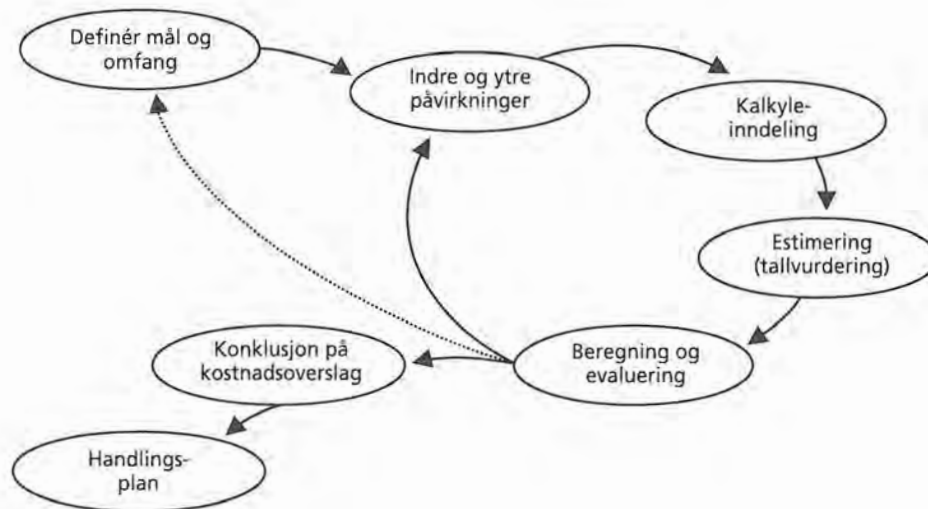 Definér mål og
omfang
Indre og ytre
påvirkninger
Kalkyle-
inndeling
Estimering
(tallvurdering)
Beregning og
evaluering
Konklusjon på
kostnadsoverslag
Handlings-
plan